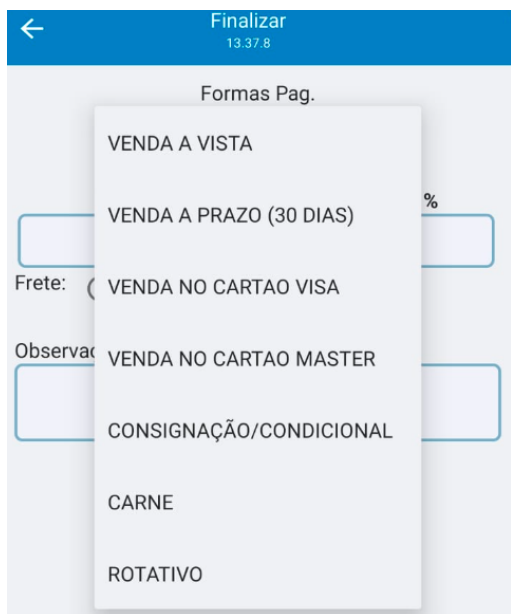 Finalizar
13.37.8
Formas Pag.
VENDA A VISTA
%
VENDA A PRAZO (30 DIAS)
Frete:
VENDA NO CARTAO VISA
Observac
VENDA NO CARTAO MASTER
CONSIGNAÇÃO/CONDICIONAL
CARNE
ROTATIVO